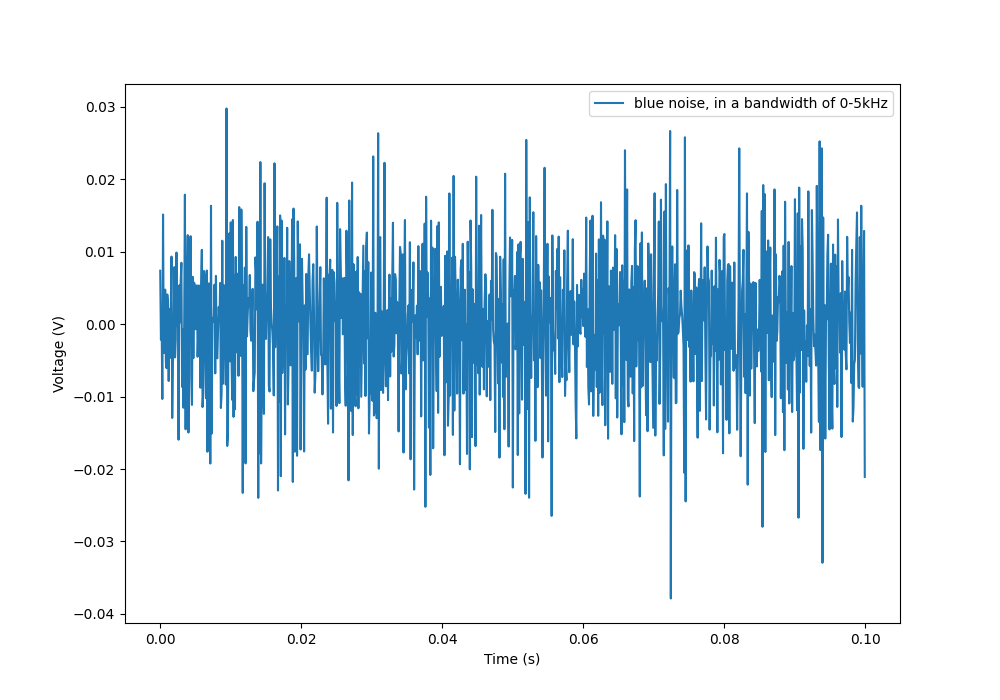 blue noise, in a bandwidth of 0-5kHz
0.03
0.02
0.01
0.00
−0.01
−0.02
−0.03
−0.04
Voltage (V)
0.00 0.02 0.04 0.06 0.08 0.10
Time (s)